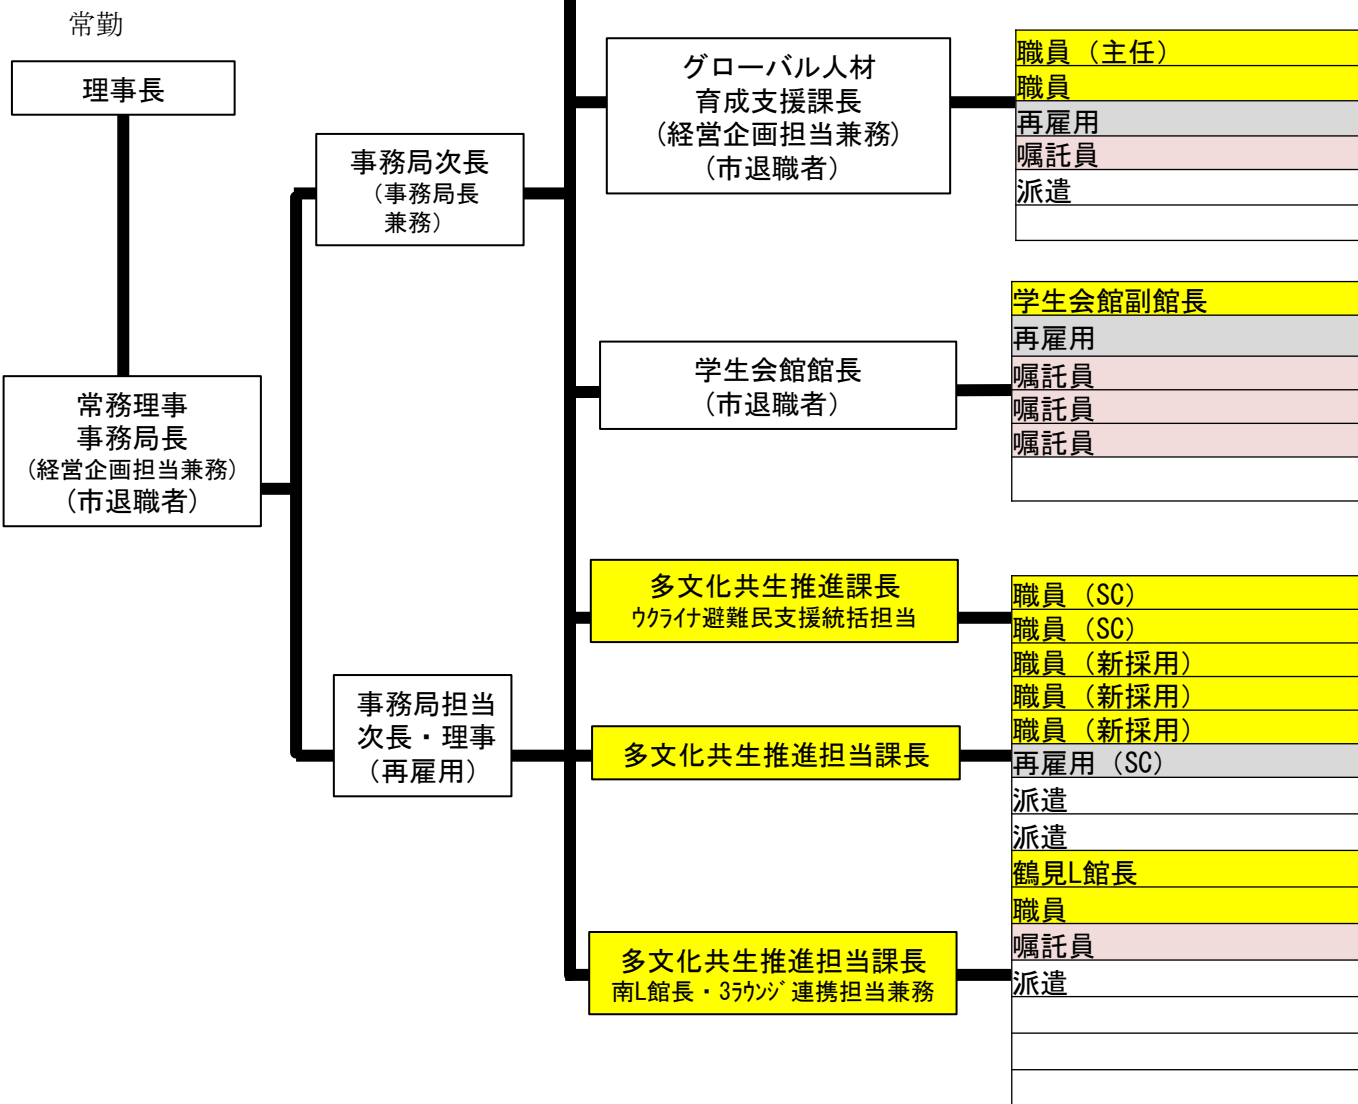 常勤
理事長
常務理事
事務局長
(経営企画担当兼務)
(市退職者)
事務局次長
(事務局長
兼務)
事務局担当
次長・理事
(再雇用)
グローバル人材
育成支援課長
(経営企画担当兼務)
(市退職者)
職員（主任）
職員
再雇用
嘱託員
派遣
学生会館館長
(市退職者)
学生会館副館長
再雇用
嘱託員
嘱託員
嘱託員
多文化共生推進課長
ｳｸﾗｲﾅ避難民支援統括担当
多文化共生推進担当課長
多文化共生推進担当課長
南L館長・3ﾗｳﾝｼﾞ連携担当兼務
職員（SC）
職員（SC）
職員（新採用）
職員（新採用）
職員（新採用）
再雇用（SC）
派遣
派遣
鶴見L館長
職員
嘱託員
派遣